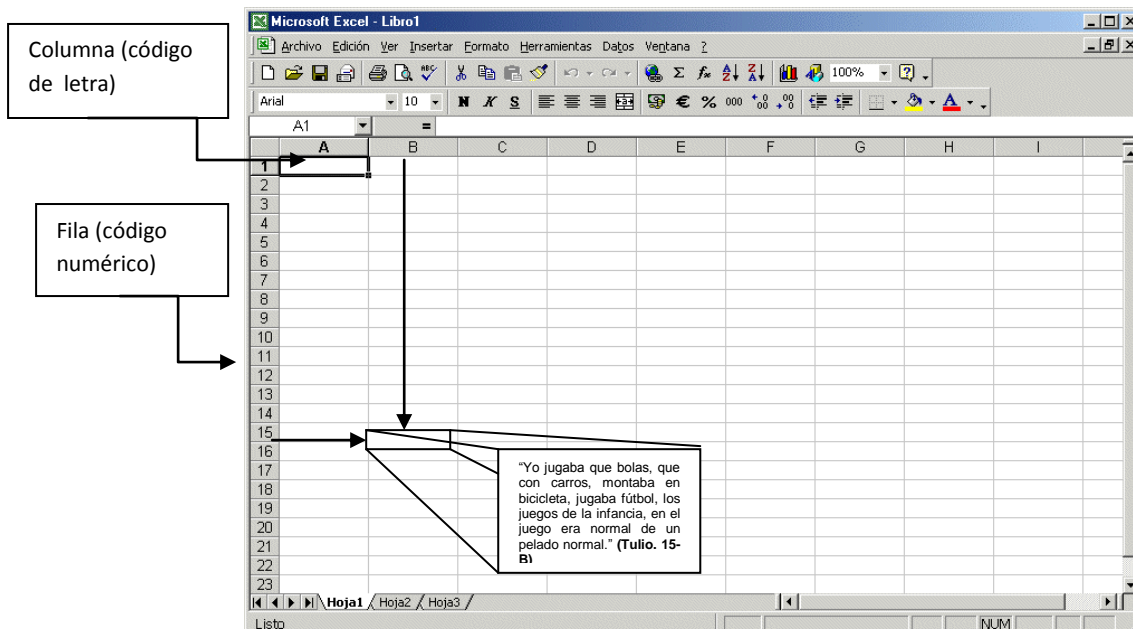 Columna (código
de letra)
Fila (código
numérico)
Microsoft Excel - Libro1
Archivo Edición Ver Insertar Formato Herramientas Datos Ventana ?
100%
Arial 10 N K S € % 000
A1 =
A B C D E F G H I
1
2
3
4
5
6
7
8
9
10
11
12
13
14
15
16
17
18
19
20
21
22
23
“Yo jugaba que bolas, que
con carros, montaba en
bicicleta, jugaba fútbol, los
juegos de la infancia, en el
juego era normal de un
pelado normal.” (Tulio. 15-
B)
Hoja1 Hoja2 Hoja3
Listo NUM